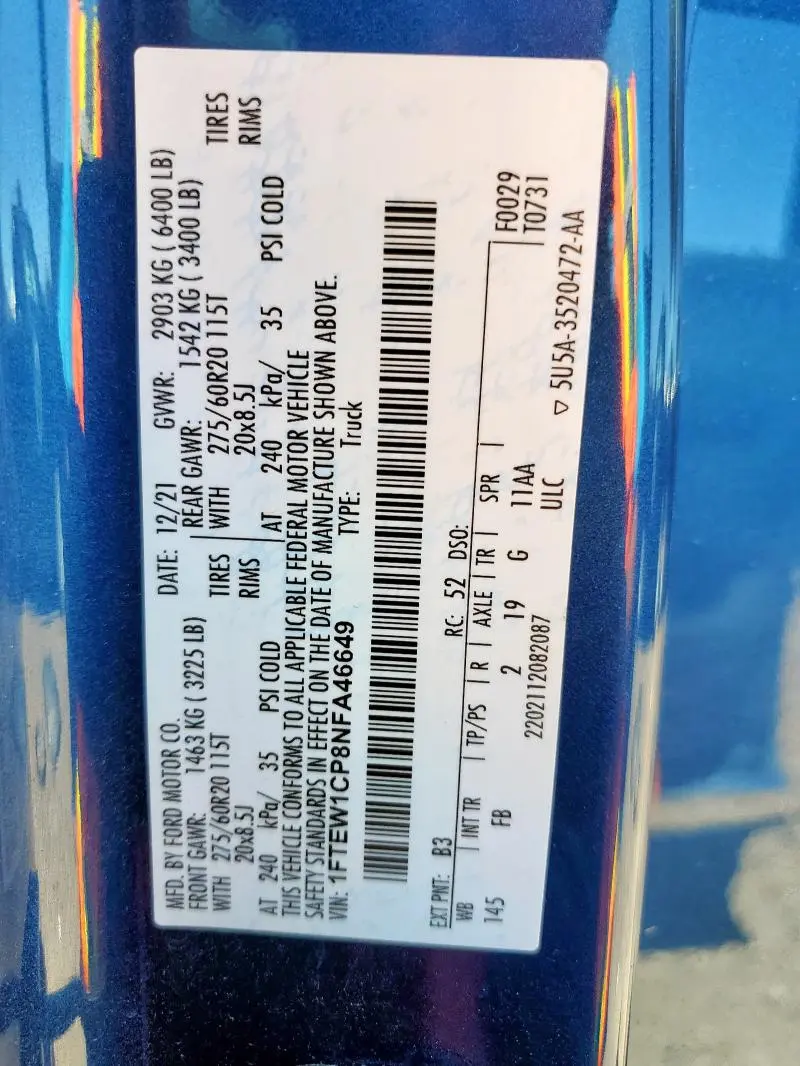 MFD. BY FORD MOTOR CO. DATE: 12/21 GVWR: 2903 KG ( 6400 LB)
FRONT GAWR: 1463 KG ( 3225 LB) REAR GAWR: 1542 KG ( 3400 LB)
WITH 275/60R20 115T TIRES WITH 275/60R20 115T TIRES
20x8.5J RIMS 20x8.5J RIMS
AT 240 kPa/ 35 PSI COLD AT 240 kPa/ 35 PSI COLD
THIS VEHICLE CONFORMS TO ALL APPLICABLE FEDERAL MOTOR VEHICLE
SAFETY STANDARDS IN EFFECT ON THE DATE OF MANUFACTURE SHOWN ABOVE.
VIN: 1FTEW1CP8NFA46649 TYPE: Truck
EXT PNT: B3 RC: 52 DSO:
WB INT TR TP/PS R AXLE TR SPR F0029
145 FB 2 19 G 11AA T0731
2202112082087 ULC ▽ 5U5A-3520472-AA